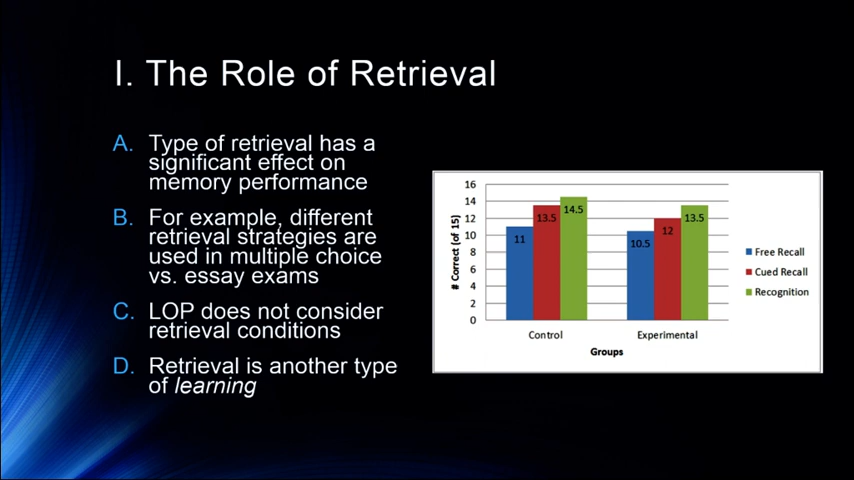 I. The Role of Retrieval
A. Type of retrieval has a
significant effect on
memory performance
B. For example, different
retrieval strategies are
used in multiple choice
vs. essay exams
C. LOP does not consider
retrieval conditions
D. Retrieval is another type
of learning
# Correct (of 15)
16
14
12
10
8
6
4
2
0
11
13.5
14.5
10.5
12
13.5
Control
Experimental
Groups
Free Recall
Cued Recall
Recognition